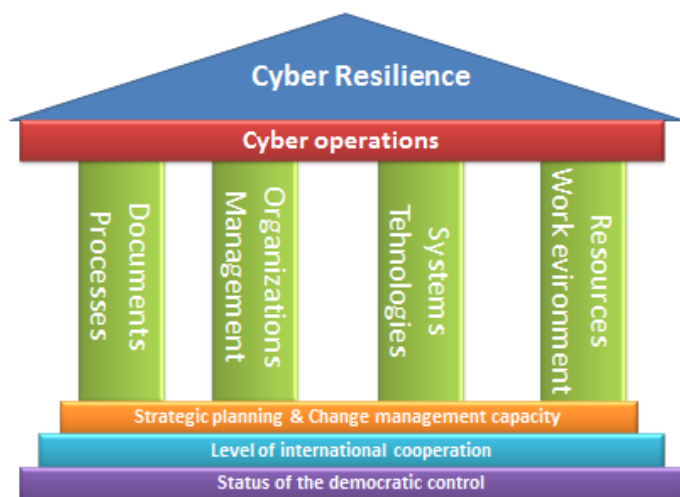 Cyber Resilience
Cyber operations
Documents
Processes
Organizations
Management
Systems
Tehnologies
Resources
Work evironment
Strategic planning & Change management capacity
Level of international cooperation
Status of the democratic control